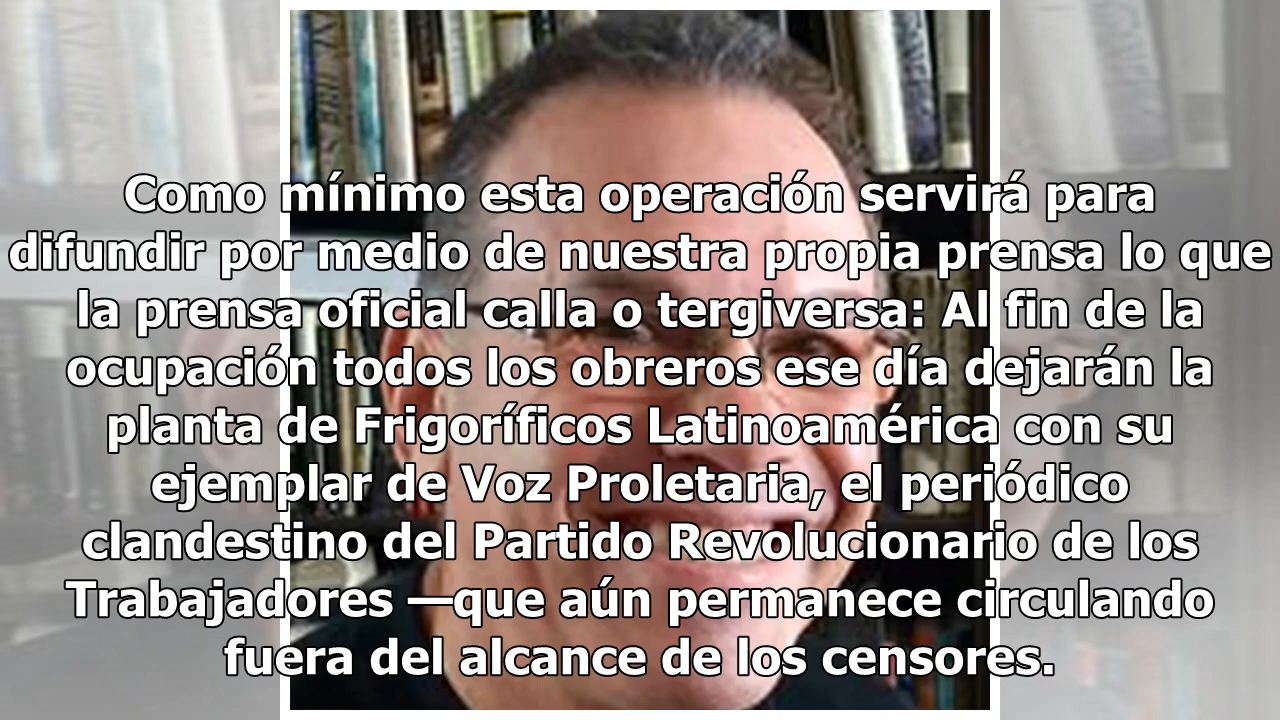 Como mínimo esta operación servirá para
difundir por medio de nuestra propia prensa lo que
la prensa oficial calla o tergiversa: Al fin de la
ocupación todos los obreros ese día dejarán la
planta de Frigoríficos Latinoamérica con su
ejemplar de Voz Proletaria, el periódico
clandestino del Partido Revolucionario de los
Trabajadores —que aún permanece circulando
fuera del alcance de los censores.